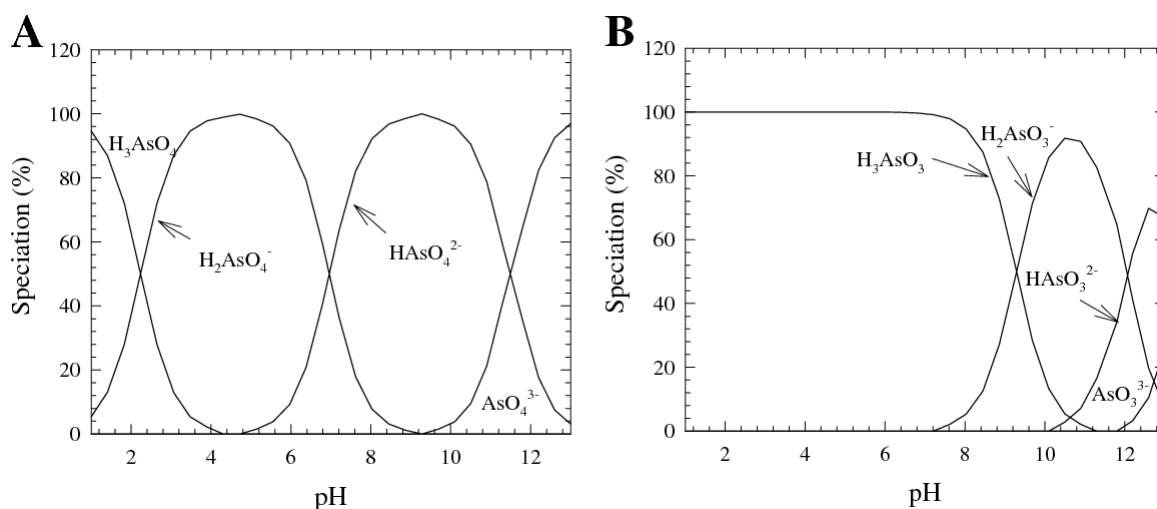 A
120
100
80
60
40
20
0
Speciation (%)
H₃AsO₄
H₂AsO₄⁻
HAsO₄²⁻
AsO₄³⁻
2 4 6 8 10 12
pH
B
120
100
80
60
40
20
0
Speciation (%)
H₃AsO₃
H₂AsO₃⁻
HAsO₃²⁻
AsO₃³⁻
2 4 6 8 10 12
pH